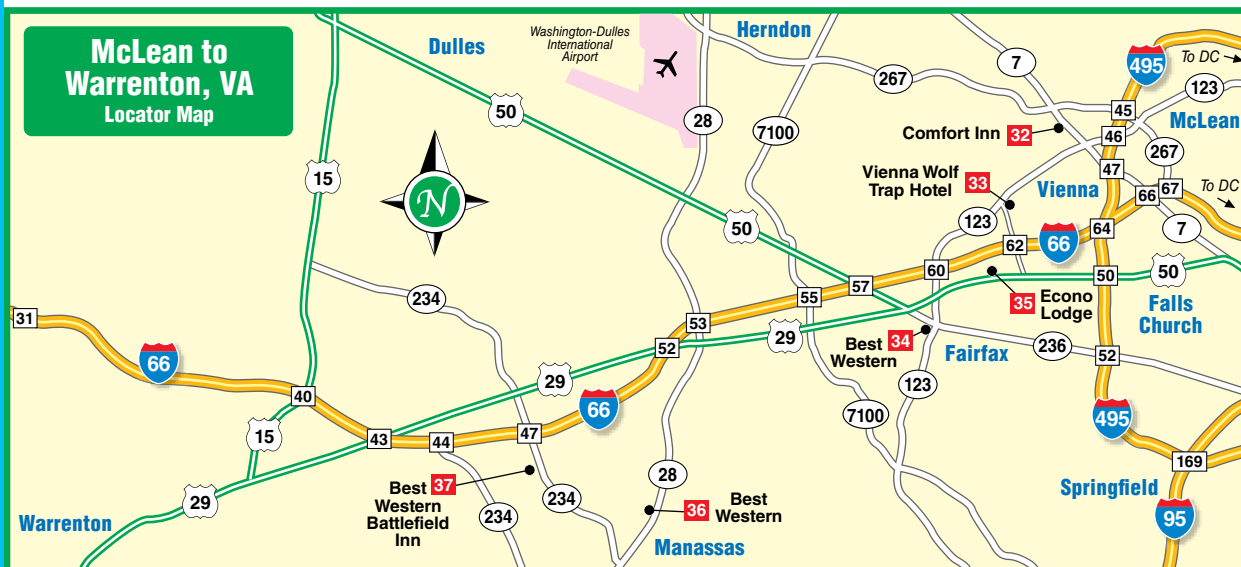 McLean to
Warrenton, VA
Locator Map
Dulles
Washington-Dulles
International
Airport
Herndon
7
495
To DC
267
123
50
28
45
McLean
7100
Comfort Inn 32
46
267
15
47
Vienna Wolf
Trap Hotel 33
Vienna
66
67
To DC
N
50
123
62
66
64
7
60
50
50
234
57
35 Econo
Lodge
Falls
Church
55
31
53
29
Best 34
Western
Fairfax
236
52
52
66
29
123
40
66
7100
495
15
43
44
47
28
169
29
Best 37
Western
Battlefield
Inn
234
234
36 Best
Western
Springfield
95
Warrenton
Manassas